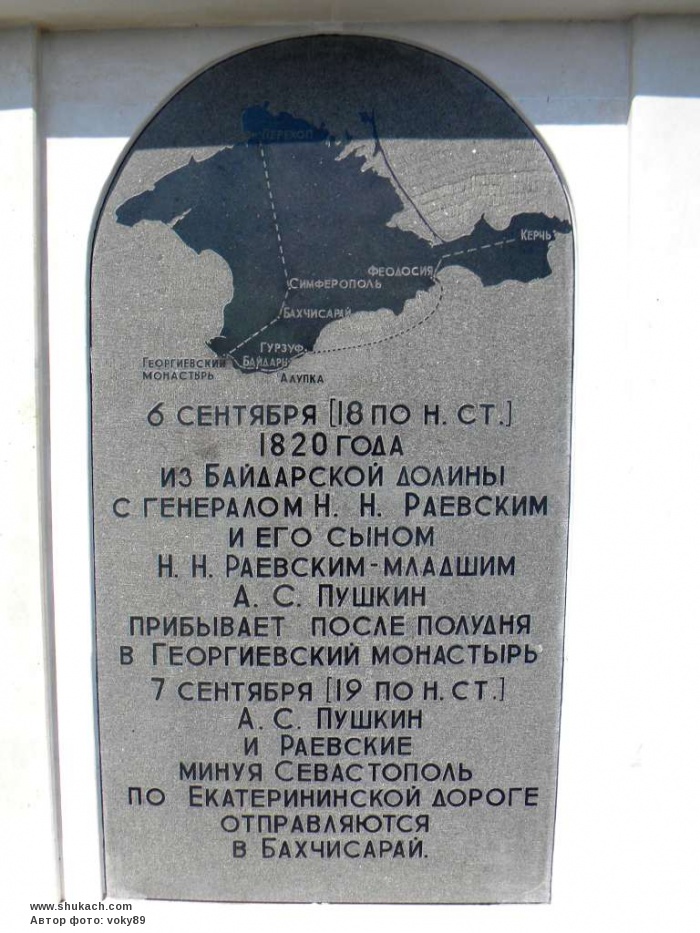 ПЕРЕКОП
КЕРЧЬ
ФЕОДОСИЯ
СИМФЕРОПОЛЬ
БАХЧИСАРАЙ
ГУРЗУФ
ГЕОРГИЕВСКИЙ БАЙДАРЫ
МОНАСТЫРЬ
АЛУПКА
6 СЕНТЯБРЯ [18 ПО Н. СТ.]
1820 ГОДА
ИЗ БАЙДАРСКОЙ ДОЛИНЫ
С ГЕНЕРАЛОМ Н. Н. РАЕВСКИМ
И ЕГО СЫНОМ
Н. Н. РАЕВСКИМ-МЛАДШИМ
А. С. ПУШКИН
ПРИБЫВАЕТ ПОСЛЕ ПОЛУДНЯ
В ГЕОРГИЕВСКИЙ МОНАСТЫРЬ
7 СЕНТЯБРЯ [19 ПО Н. СТ.]
А. С. ПУШКИН
И РАЕВСКИЕ
МИНУЯ СЕВАСТОПОЛЬ
ПО ЕКАТЕРИНИНСКОЙ ДОРОГЕ
ОТПРАВЛЯЮТСЯ
В БАХЧИСАРАЙ.
www.shukach.com
Автор фото: voky89